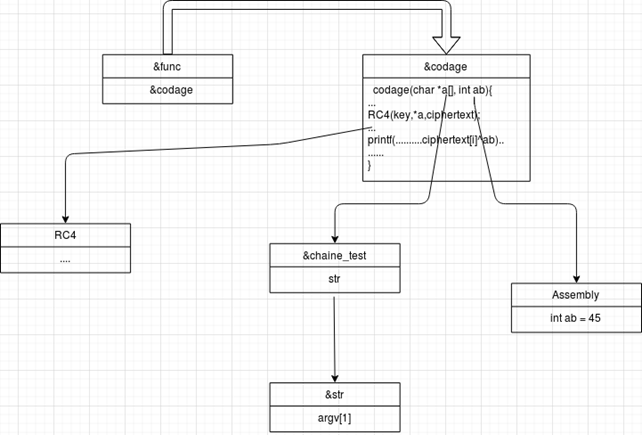 &func
&codage
&codage
codage(char *a[], int ab){
...
RC4(key,*a,ciphertext);
...
printf(..........ciphertext[i]^ab)..
......
}
RC4
....
&chaine_test
str
Assembly
int ab = 45
&str
argv[1]